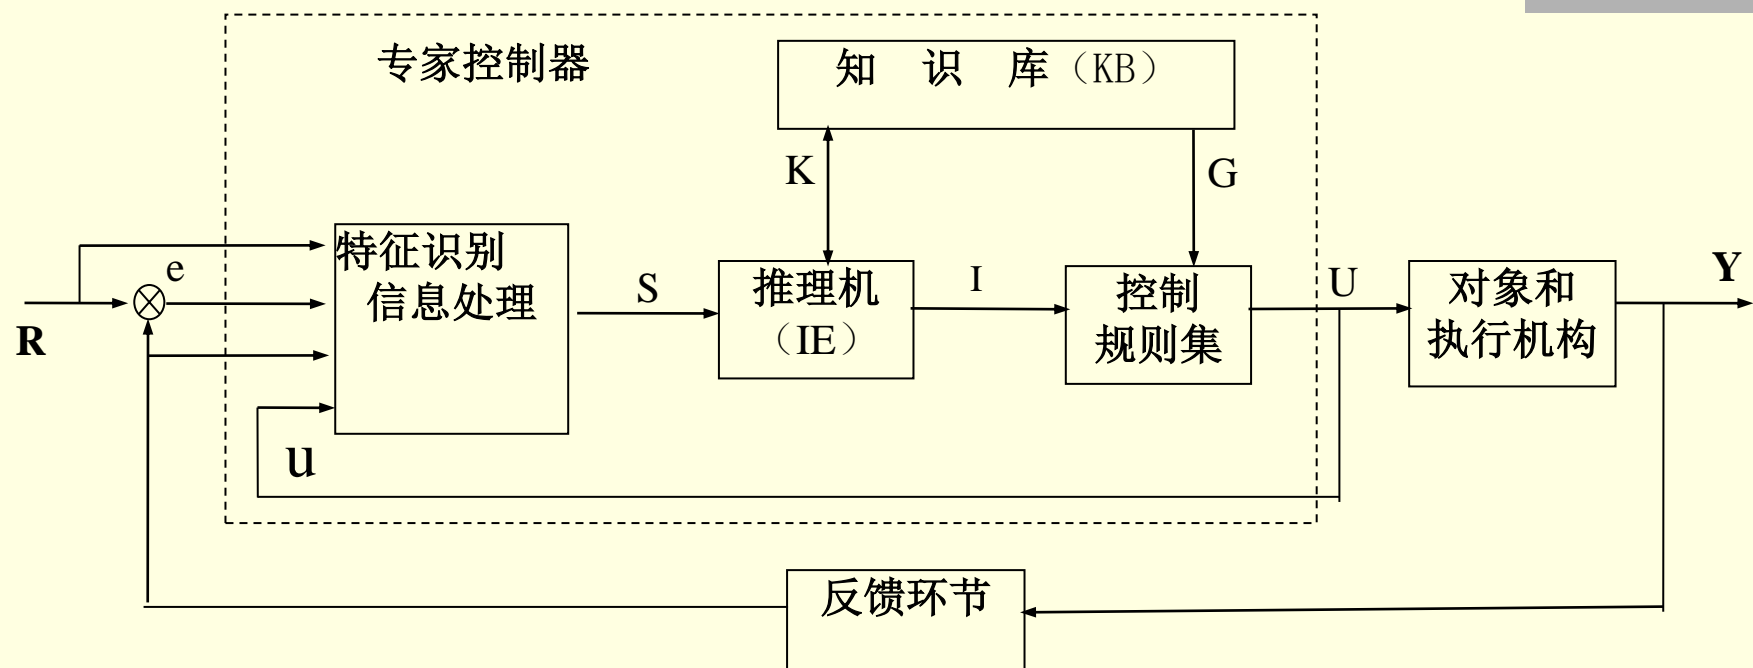 专家控制器
知 识 库（KB）
K
G
特征识别
信息处理
e
R
S
推理机
（IE）
I
控制
规则集
U
对象和
执行机构
Y
u
反馈环节